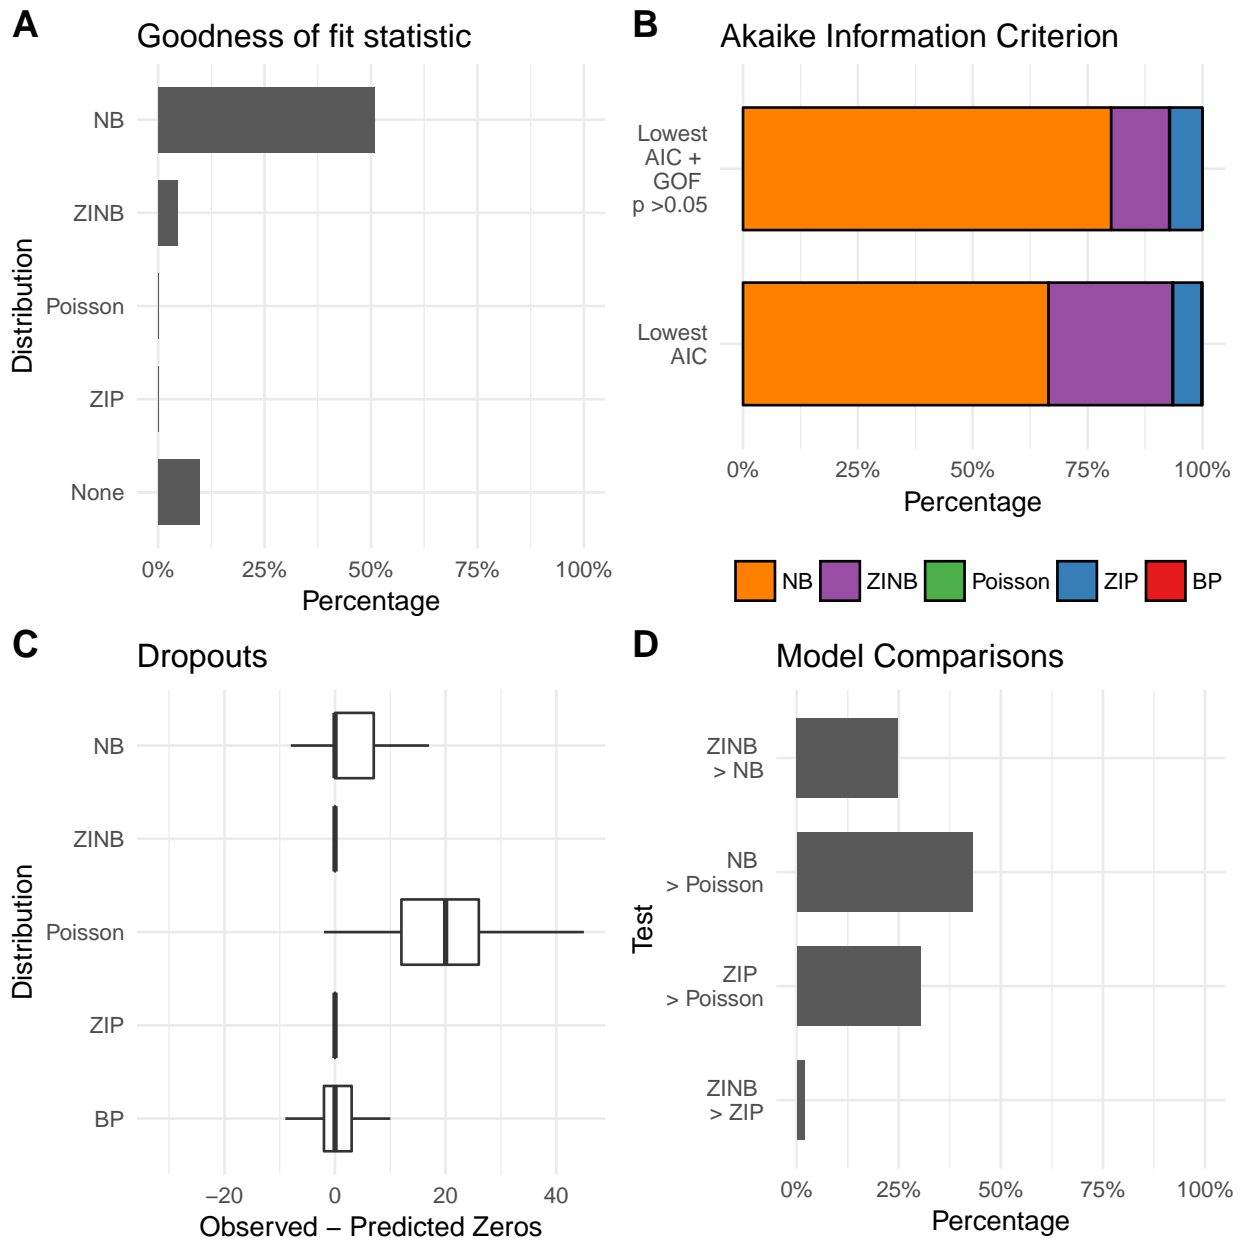 A
Goodness of fit statistic
NB
ZINB
Poisson
ZIP
None
Distribution
0%
25%
50%
75%
100%
Percentage
B
Akaike Information Criterion
Lowest
AIC +
GOF
p >0.05
Lowest
AIC
0%
25%
50%
75%
100%
Percentage
NB
ZINB
Poisson
ZIP
BP
C
Dropouts
NB
ZINB
Poisson
ZIP
BP
Distribution
−20
0
20
40
Observed − Predicted Zeros
D
Model Comparisons
ZINB
> NB
NB
> Poisson
ZIP
> Poisson
ZINB
> ZIP
Test
0%
25%
50%
75%
100%
Percentage